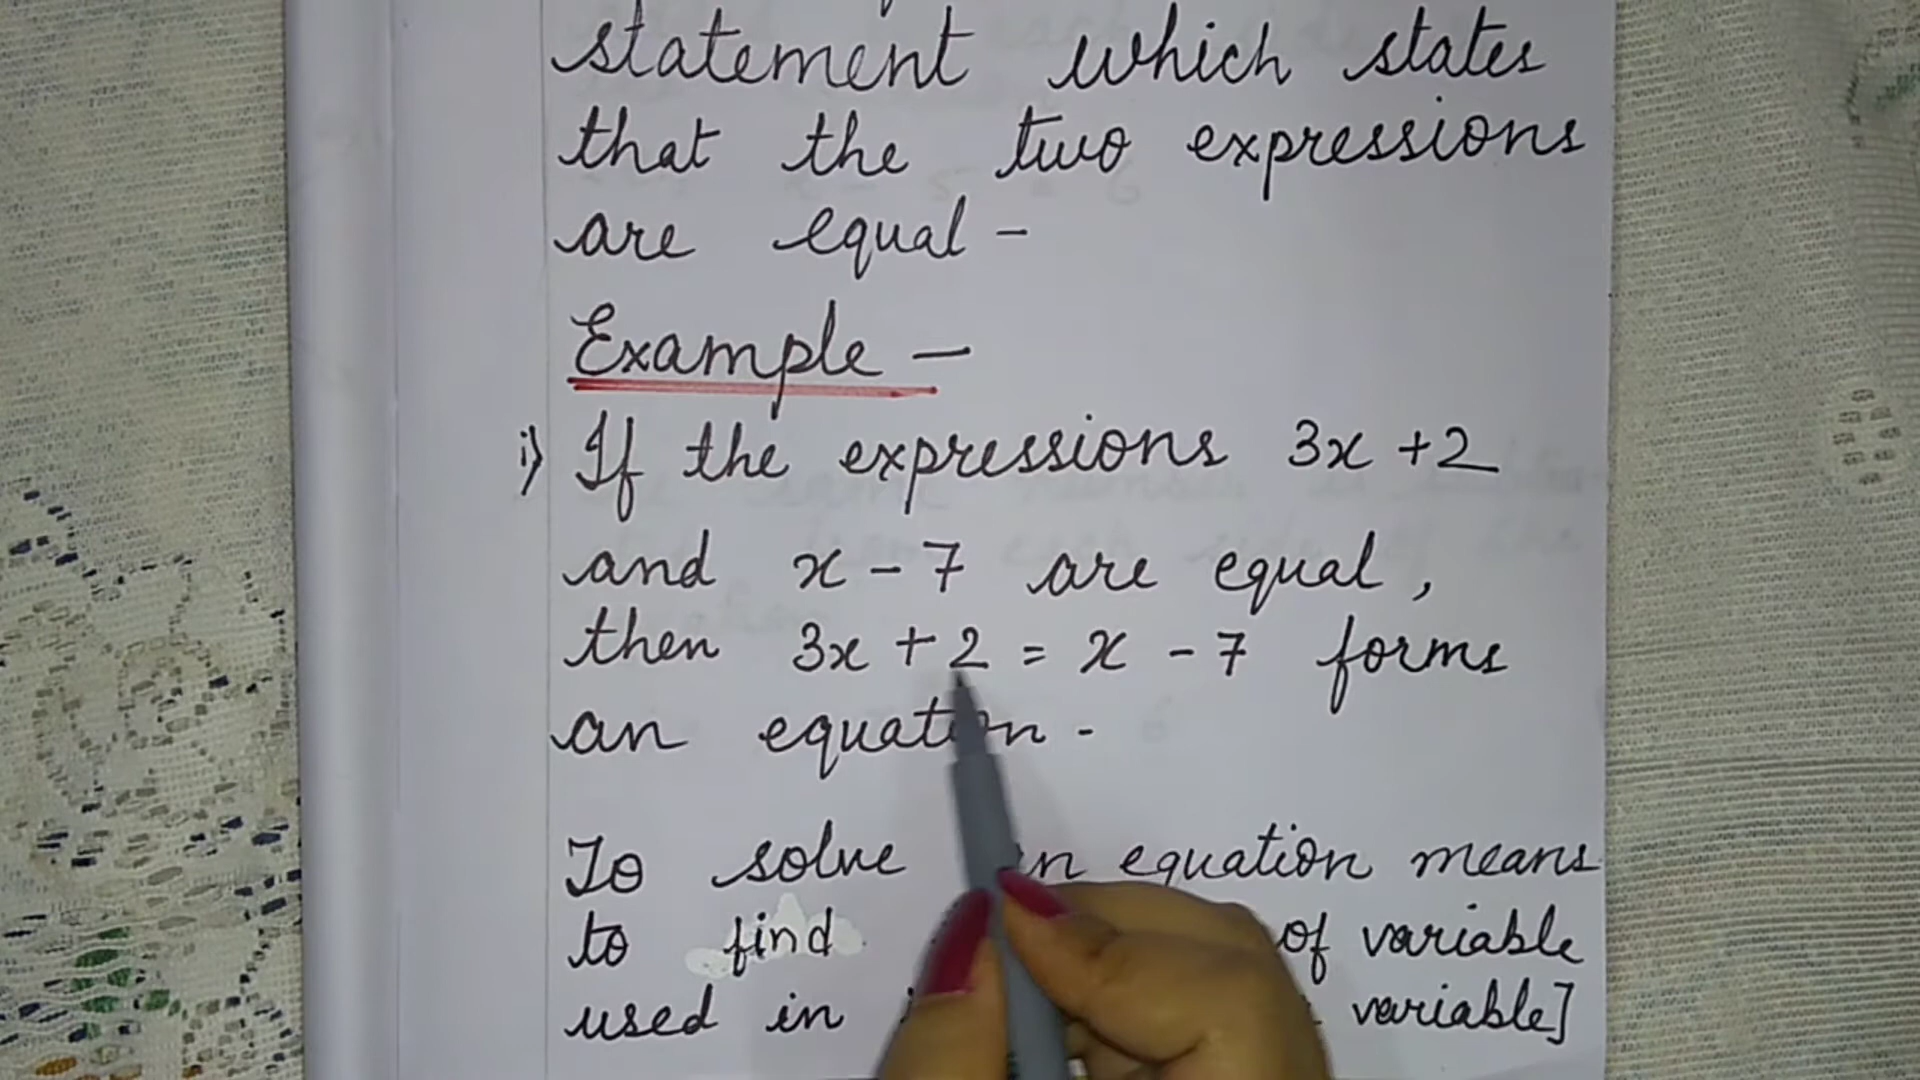 statement which states
that the two expressions
are equal -
Example -
i) If the expressions 3x + 2
and x - 7 are equal,
then 3x + 2 = x - 7 forms
an equation -
To solve equation means
to find of variable
used in variable]